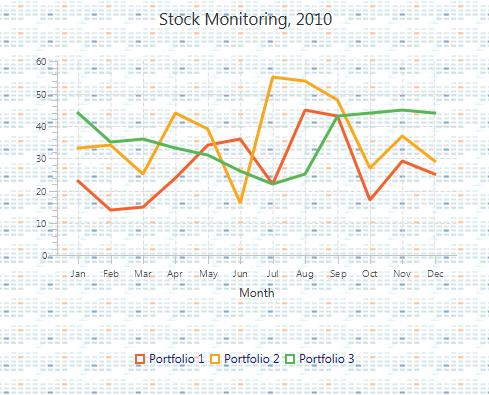 Stock Monitoring, 2010
60
50
40
30
20
10
0
Jan Feb Mar Apr May Jun Jul Aug Sep Oct Nov Dec
Month
Portfolio 1 Portfolio 2 Portfolio 3